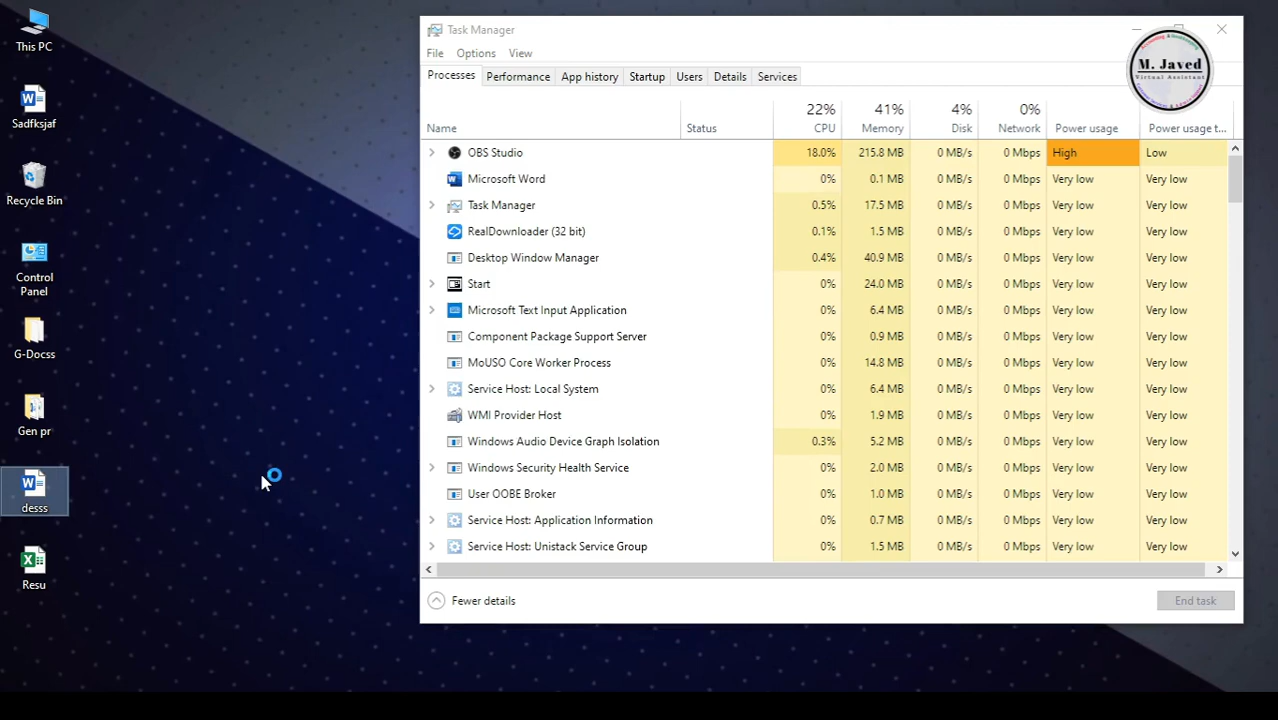 This PC
Sadfksjaf
Recycle Bin
Control
Panel
G-Docss
Gen pr
desss
Resu
Task Manager
File Options View
Processes Performance App history Startup Users Details Services
M. Javed
Virtual Assistant
22% 41% 4% 0%
Name Status CPU Memory Disk Network Power usage Power usage t...
OBS Studio 18.0% 215.8 MB 0 MB/s 0 Mbps High Low
Microsoft Word 0% 0.1 MB 0 MB/s 0 Mbps Very low Very low
Task Manager 0.5% 17.5 MB 0 MB/s 0 Mbps Very low Very low
RealDownloader (32 bit) 0.1% 1.5 MB 0 MB/s 0 Mbps Very low Very low
Desktop Window Manager 0.4% 40.9 MB 0 MB/s 0 Mbps Very low Very low
Start 0% 24.0 MB 0 MB/s 0 Mbps Very low Very low
Microsoft Text Input Application 0% 6.4 MB 0 MB/s 0 Mbps Very low Very low
Component Package Support Server 0% 0.9 MB 0 MB/s 0 Mbps Very low Very low
MoUSO Core Worker Process 0% 14.8 MB 0 MB/s 0 Mbps Very low Very low
Service Host: Local System 0% 6.4 MB 0 MB/s 0 Mbps Very low Very low
WMI Provider Host 0% 1.9 MB 0 MB/s 0 Mbps Very low Very low
Windows Audio Device Graph Isolation 0.3% 5.2 MB 0 MB/s 0 Mbps Very low Very low
Windows Security Health Service 0% 2.0 MB 0 MB/s 0 Mbps Very low Very low
User OOBE Broker 0% 1.0 MB 0 MB/s 0 Mbps Very low Very low
Service Host: Application Information 0% 0.7 MB 0 MB/s 0 Mbps Very low Very low
Service Host: Unistack Service Group 0% 1.5 MB 0 MB/s 0 Mbps Very low Very low
Fewer details
End task